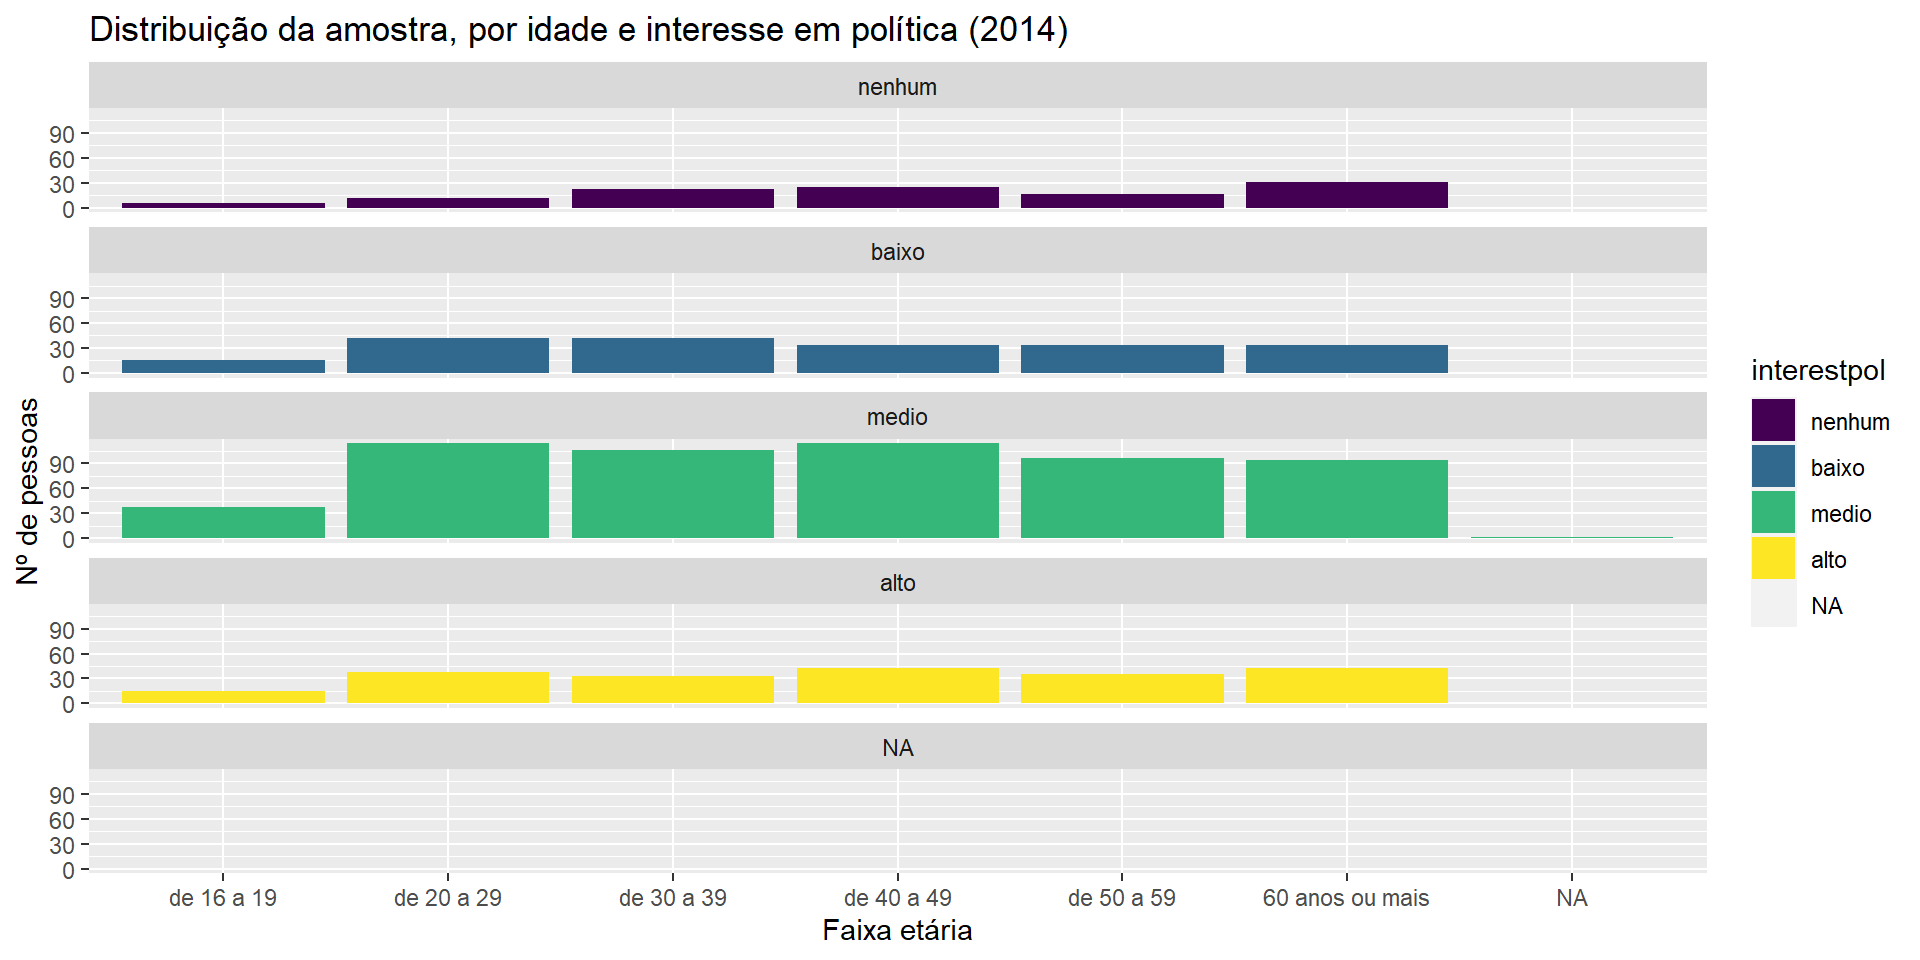 Distribuição da amostra, por idade e interesse em política (2014)
nenhum
90
60
30
0
baixo
90
60
30
0
medio
90
60
30
0
alto
90
60
30
0
NA
90
60
30
0
Nº de pessoas
de 16 a 19
de 20 a 29
de 30 a 39
de 40 a 49
de 50 a 59
60 anos ou mais
NA
Faixa etária
interestpol
nenhum
baixo
medio
alto
NA